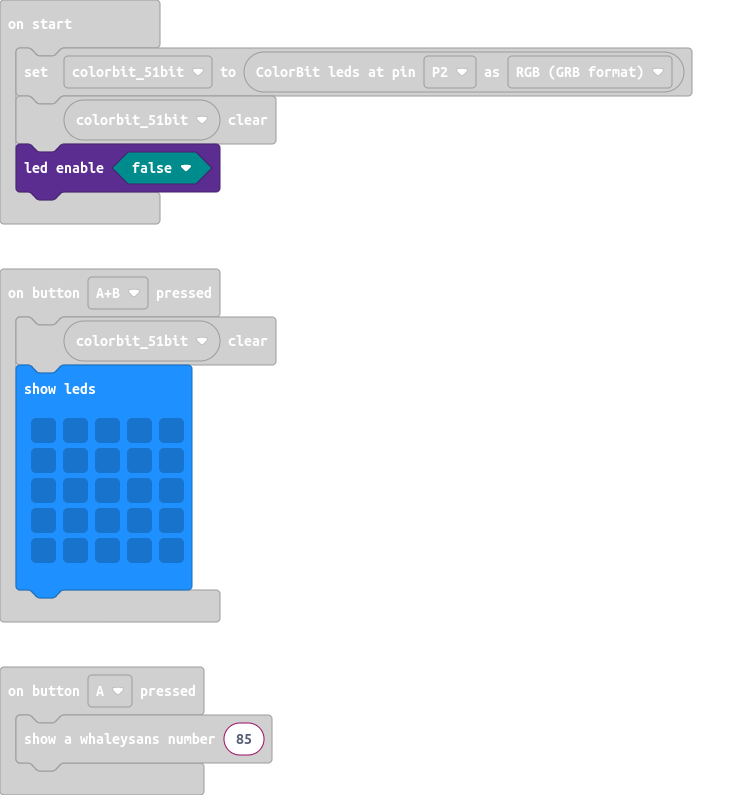 on start
set colorbit_51bit to ColorBit leds at pin P2 as RGB (GRB format)
colorbit_51bit clear
led enable false
on button A+B pressed
colorbit_51bit clear
show leds
on button A pressed
show a whaleysans number 85